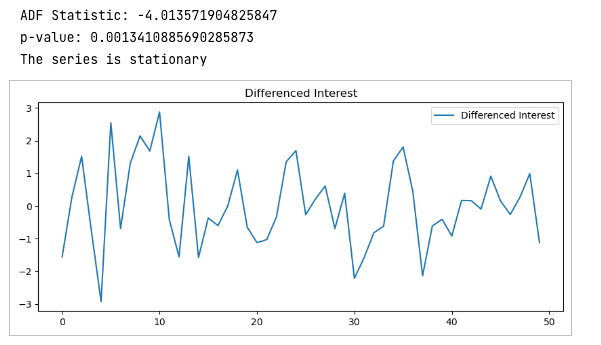 ADF Statistic: -4.013571904825847
p-value: 0.0013410885690285873
The series is stationary
Differenced Interest
Differenced Interest
3
2
1
0
−1
−2
−3
0 10 20 30 40 50